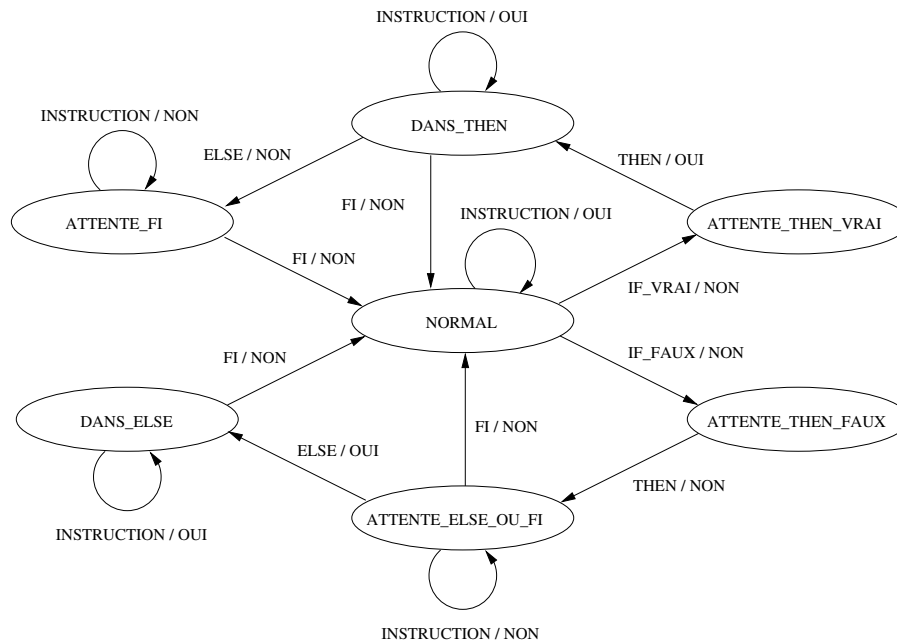 INSTRUCTION / OUI
DANS_THEN
INSTRUCTION / NON
ELSE / NON
THEN / OUI
FI / NON
INSTRUCTION / OUI
ATTENTE_FI
ATTENTE_THEN_VRAI
FI / NON
IF_VRAI / NON
NORMAL
IF_FAUX / NON
FI / NON
DANS_ELSE
ATTENTE_THEN_FAUX
FI / NON
ELSE / OUI
THEN / NON
ATTENTE_ELSE_OU_FI
INSTRUCTION / OUI
INSTRUCTION / NON